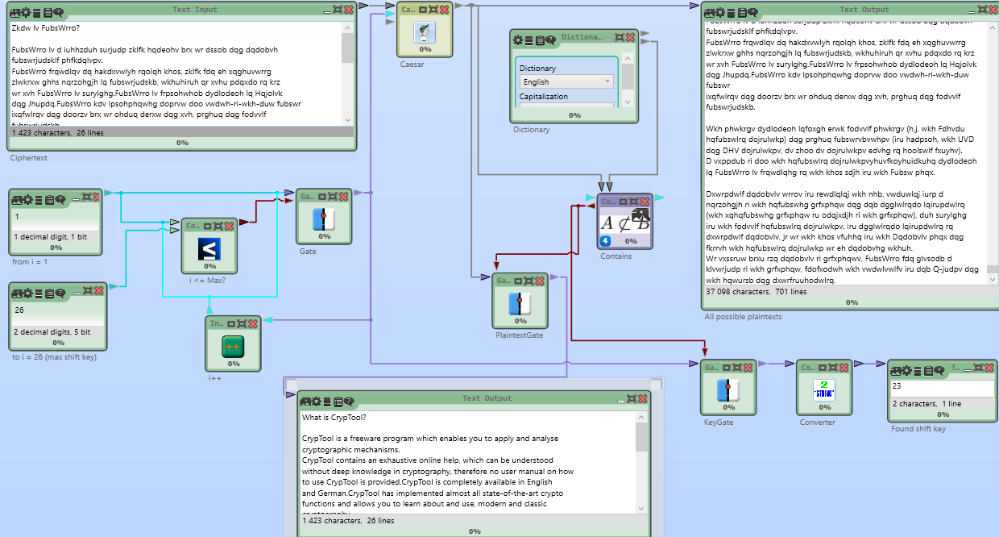 Text Input
Zkdw lv FubsWrro?
FubsWrro lv d iuhhzduh surjudp zklfk hqdeohv brx wr dssob dqg dqdobvh
fubswrjudsklf phfkdqlvpv.
FubsWrro frqwdlqv dq hakdxvwlyh rqolqh khos, zklfk fdq eh xqghuvwrrg
zlwkrxw ghhs nqrzohgjh lq fubswrjudskb, wkhuhiruh qr xvhu pdqxdo rq krz
wr xvh FubsWrro lv surylghg.FubsWrro lv frpsohwhob dydlodeoh lq Hqjolvk
dqg Jhupdq.FubsWrro kdv lpsohphqwhg doprvw doo vwdwh-ri-wkh-duw fubswr
ixqfwlrqv dqg doorzv brx wr ohduq derxw dqg xvh, prghuq dqg fodvvlf
fubswrjudskb.
1 423 characters, 26 lines
0%
Ciphertext
Ca...
0%
Caesar
Dictiona...
Dictionary
English
Capitalization
0%
Dictionary
Text Output
fubswrjudsklf phfkdqlvpv.
FubsWrro frqwdlqv dq hakdxvwlyh rqolqh khos, zklfk fdq eh xqghuvwrrg
zlwkrxw ghhs nqrzohgjh lq fubswrjudskb, wkhuhiruh qr xvhu pdqxdo rq krz
wr xvh FubsWrro lv surylghg.FubsWrro lv frpsohwhob dydlodeoh lq Hqjolvk
dqg Jhupdq.FubsWrro kdv lpsohphqwhg doprvw doo vwdwh-ri-wkh-duw
fubswr
ixqfwlrqv dqg doorzv brx wr ohduq derxw dqg xvh, prghuq dqg fodvvlf
fubswrjudskb.
Wkh phwkrgv dydlodeoh lqfoxgh erwk fodvvlf phwkrgv (h.j. wkh Fdhvdu
hqfubswlrq dojrulwkp) dqg prghuq fubswrvbvwhpv (iru hadpsoh, wkh UVD
dqg DHV dojrulwkpv, dv zhoo dv dojrulwkpv edvhg rq hoolswlf fxuyhv).
D vxppdub ri doo wkh hqfubswlrq dojrulwkpvyhuvfkoyhuidkuhq dydlodeoh
lq FubsWrro lv frqwdlqhg rq wkh khos sdjh iru wkh Fubsw phqx.
Dxwrpdwlf dqdobvlv wrrov iru rewdlqlqj wkh nhb, vwduwlqj iurp d
nqrzohgjh ri wkh hqfubswhg grfxphqw dqg dqb dgglwlrqdo lqirupdwlrq
(wkh xqhqfubswhg grfxphqw ru odqjxdjh ri wkh grfxphqw), duh surylghg
iru wkh fodvvlf hqfubswlrq dojrulwkpv. Iru dgglwlrqdo lqirupdwlrq rq
dxwrpdwlf dqdobvlv, jr wr wkh khos vfuhhq iru wkh Dqdobvlv phqx dqg
fkrrvh wkh hqfubswlrq dojrulwkp wr eh dqdobvhg wkhuh.
Wr vxssruw brxu rzq dqdobvlv ri grfxphqwv, FubsWrro fdq glvsodb d
klvwrjudp ri wkh grfxphqw, fdofxodwh wkh vwdwlvwlfv iru dqb Q-judpv dqg
wkh hqwursb dqg dxwrfruuhodwlrq.
37 098 characters, 701 lines
0%
All possible plaintexts
1
1 decimal digit, 1 bit
0%
from i = 1
Co...
0%
i <= Max?
Ga...
0%
Gate
26
2 decimal digits, 5 bit
0%
to i = 26 (max shift key)
In...
++
0%
i++
Co...
A ⊄ B
4
0%
Contains
Ga...
0%
PlaintextGate
Ga...
0%
KeyGate
Co...
2
"STRING"
0%
Converter
T...
23
2 characters, 1 line
0%
Found shift key
Text Output
What is CrypTool?
CrypTool is a freeware program which enables you to apply and analyse
cryptographic mechanisms.
CrypTool contains an exhaustive online help, which can be understood
without deep knowledge in cryptography, therefore no user manual on how
to use CrypTool is provided.CrypTool is completely available in English
and German.CrypTool has implemented almost all state-of-the-art crypto
functions and allows you to learn about and use, modern and classic
cryptography.
1 423 characters, 26 lines
0%